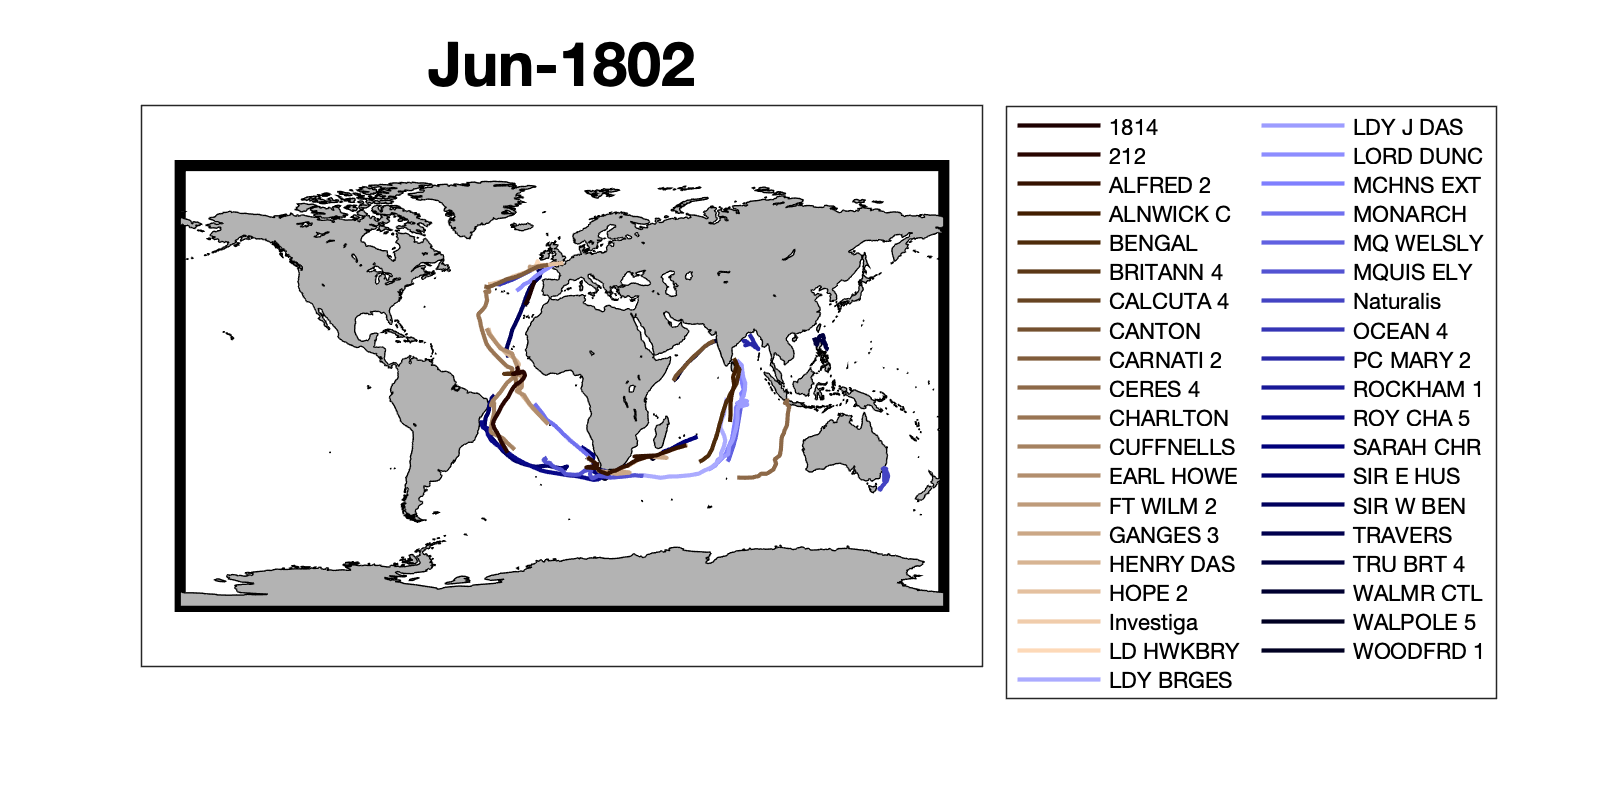 Jun-1802
1814
212
ALFRED 2
ALNWICK C
BENGAL
BRITANN 4
CALCUTA 4
CANTON
CARNATI 2
CERES 4
CHARLTON
CUFFNELLS
EARL HOWE
FT WILM 2
GANGES 3
HENRY DAS
HOPE 2
Investiga
LD HWKBRY
LDY BRGES
LDY J DAS
LORD DUNC
MCHNS EXT
MONARCH
MQ WELSLY
MQUIS ELY
Naturalis
OCEAN 4
PC MARY 2
ROCKHAM 1
ROY CHA 5
SARAH CHR
SIR E HUS
SIR W BEN
TRAVERS
TRU BRT 4
WALMR CTL
WALPOLE 5
WOODFRD 1